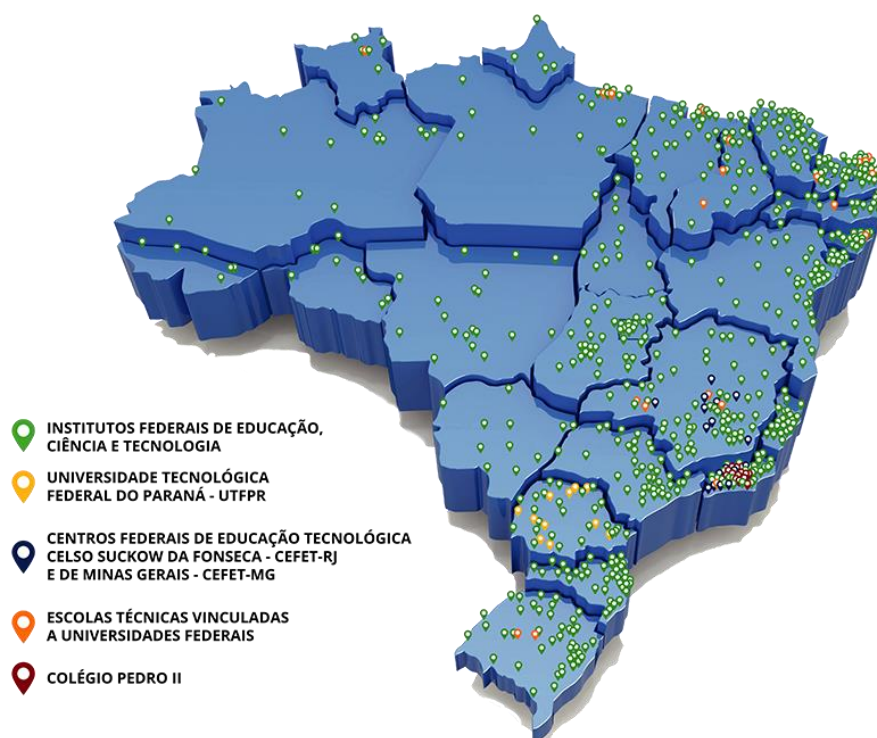 INSTITUTOS FEDERAIS DE EDUCAÇÃO,
CIÊNCIA E TECNOLOGIA
UNIVERSIDADE TECNOLÓGICA
FEDERAL DO PARANÁ - UTFPR
CENTROS FEDERAIS DE EDUCAÇÃO TECNOLÓGICA
CELSO SUCKOW DA FONSECA - CEFET-RJ
E DE MINAS GERAIS - CEFET-MG
ESCOLAS TÉCNICAS VINCULADAS
A UNIVERSIDADES FEDERAIS
COLÉGIO PEDRO II